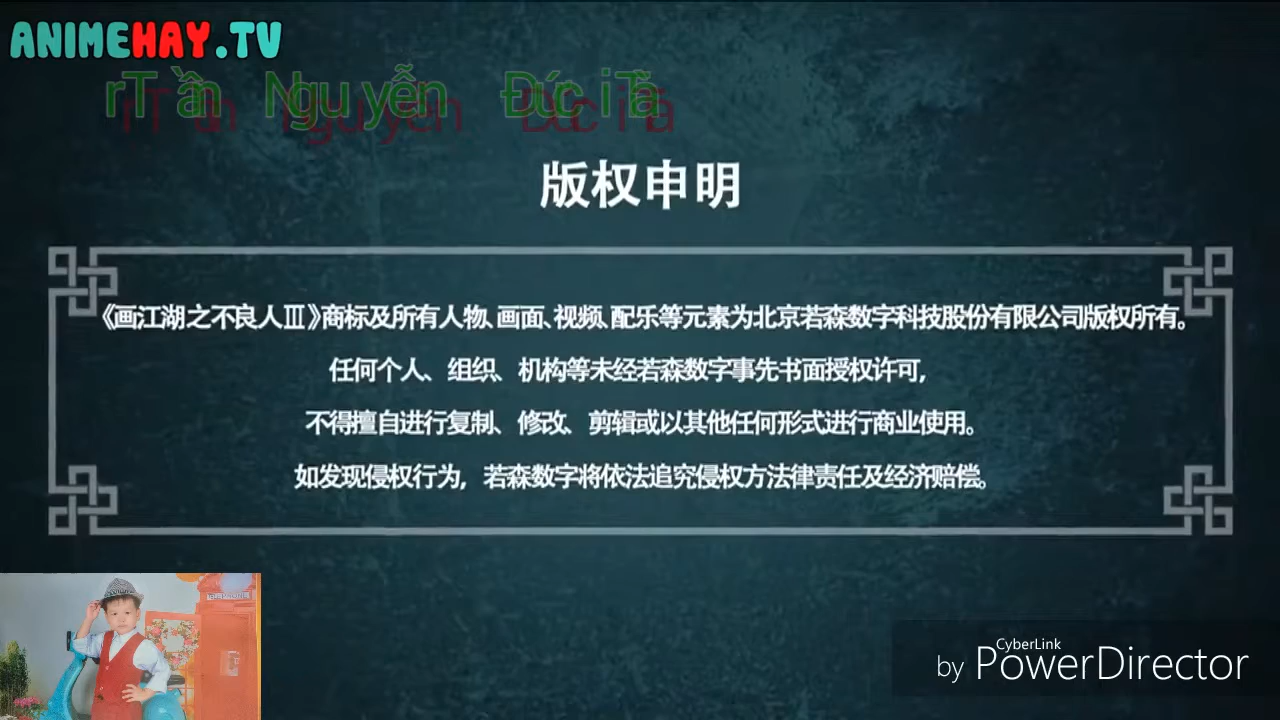 ANIMEHAY.TV
rT ần Nguyễn Đức iTà
版权申明
《画江湖之不良人Ⅲ》商标及所有人物、画面、视频、配乐等元素为北京若森数字科技股份有限公司版权所有。
任何个人、组织、机构等未经若森数字事先书面授权许可,
不得擅自进行复制、修改、剪辑或以其他任何形式进行商业使用。
如发现侵权行为,若森数字将依法追究侵权方法律责任及经济赔偿。
CyberLink
by PowerDirector